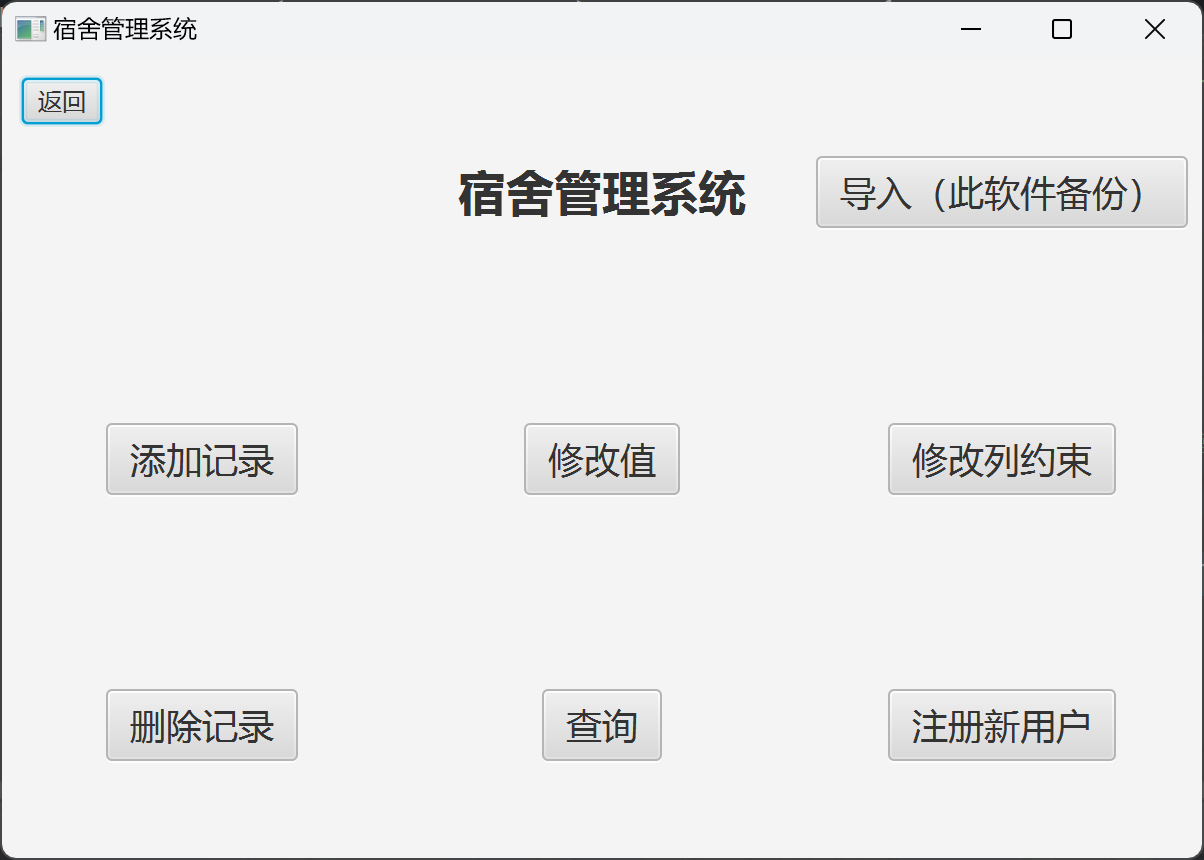 宿舍管理系统
返回
宿舍管理系统
导入（此软件备份）
添加记录
修改值
修改列约束
删除记录
查询
注册新用户